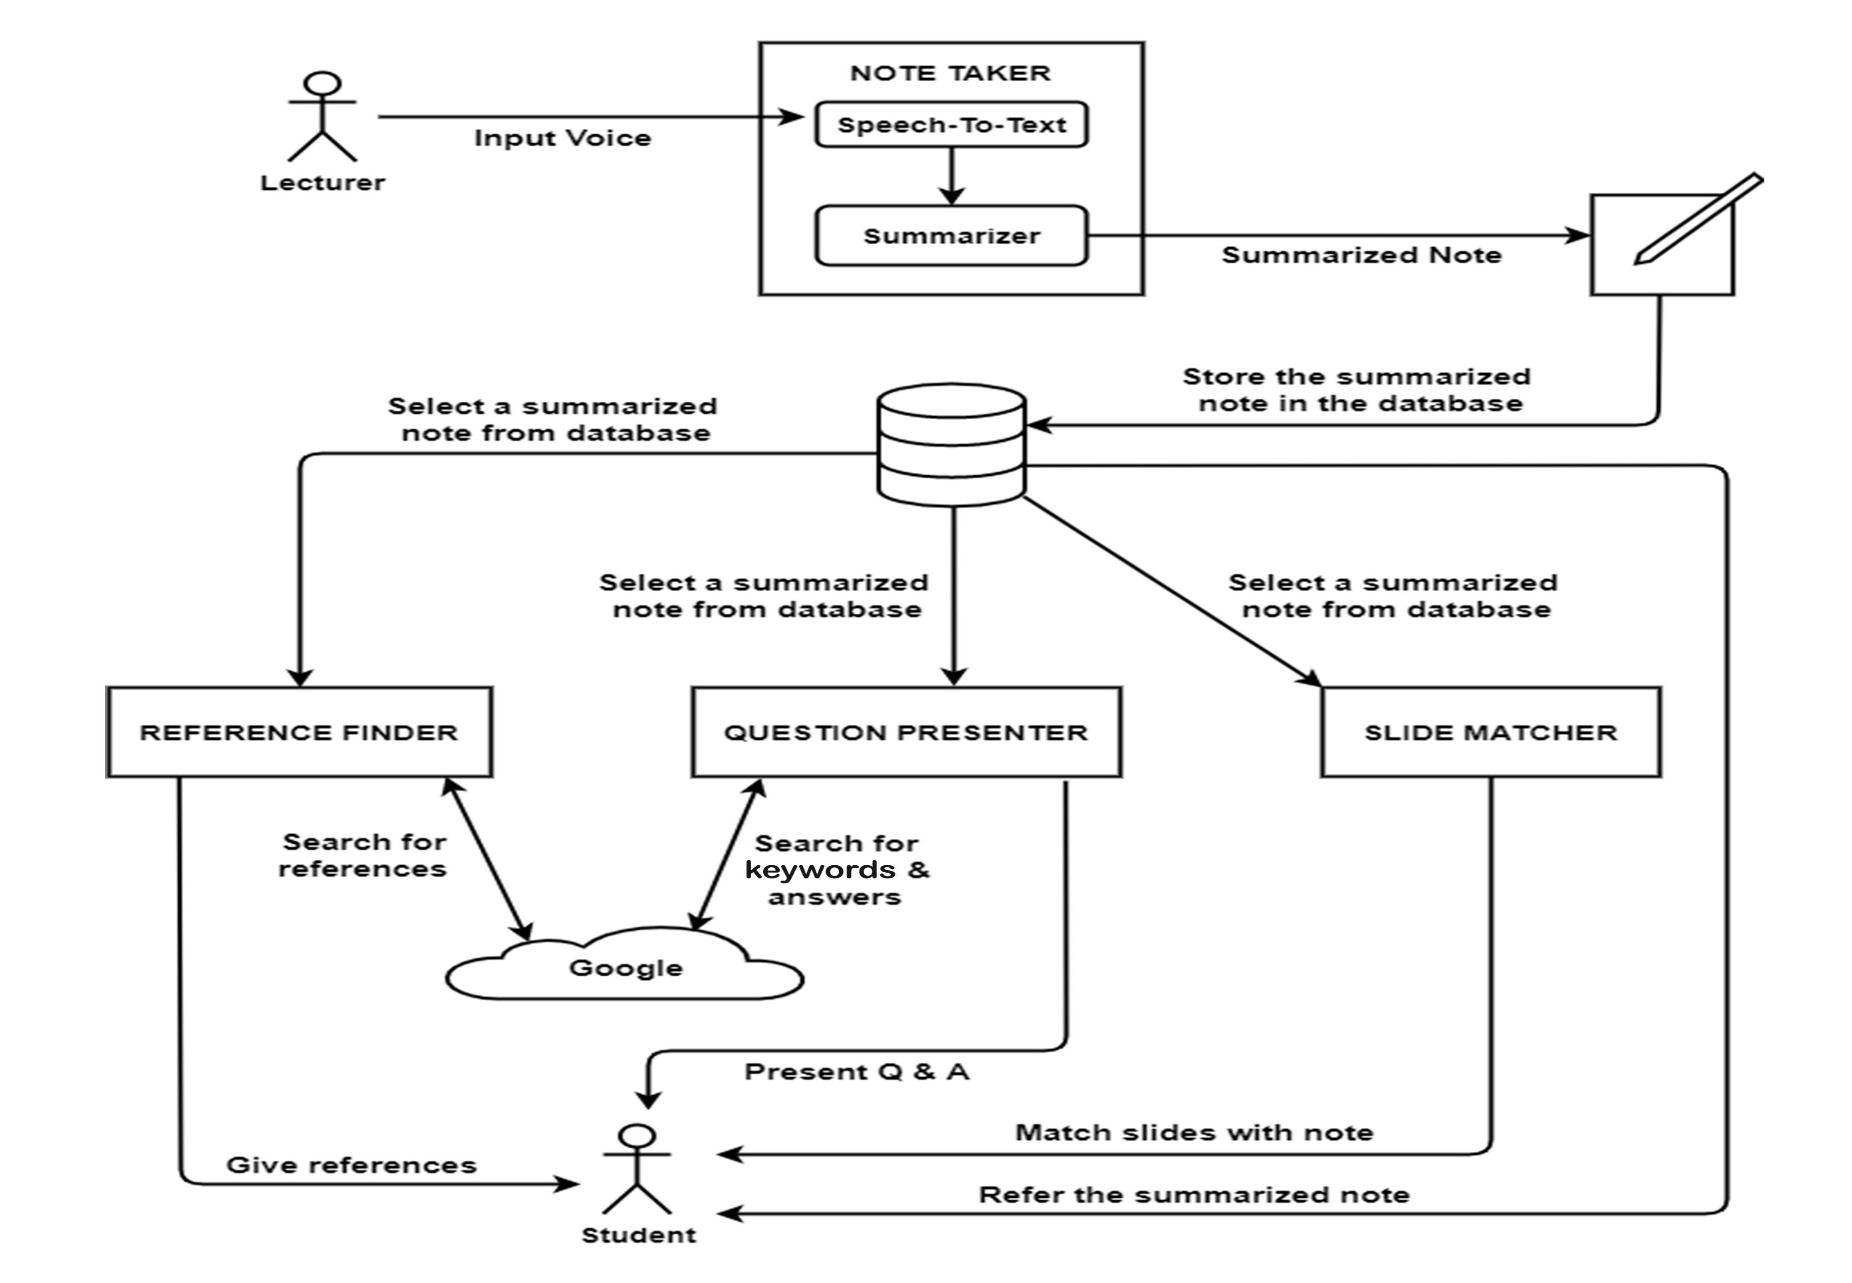 NOTE TAKER
Speech-To-Text
Input Voice
Lecturer
Summarizer
Summarized Note
Store the summarized
note in the database
Select a summarized
note from database
Select a summarized
note from database
Select a summarized
note from database
REFERENCE FINDER
QUESTION PRESENTER
SLIDE MATCHER
Search for
references
Search for
keywords &
answers
Google
Present Q & A
Match slides with note
Give references
Refer the summarized note
Student